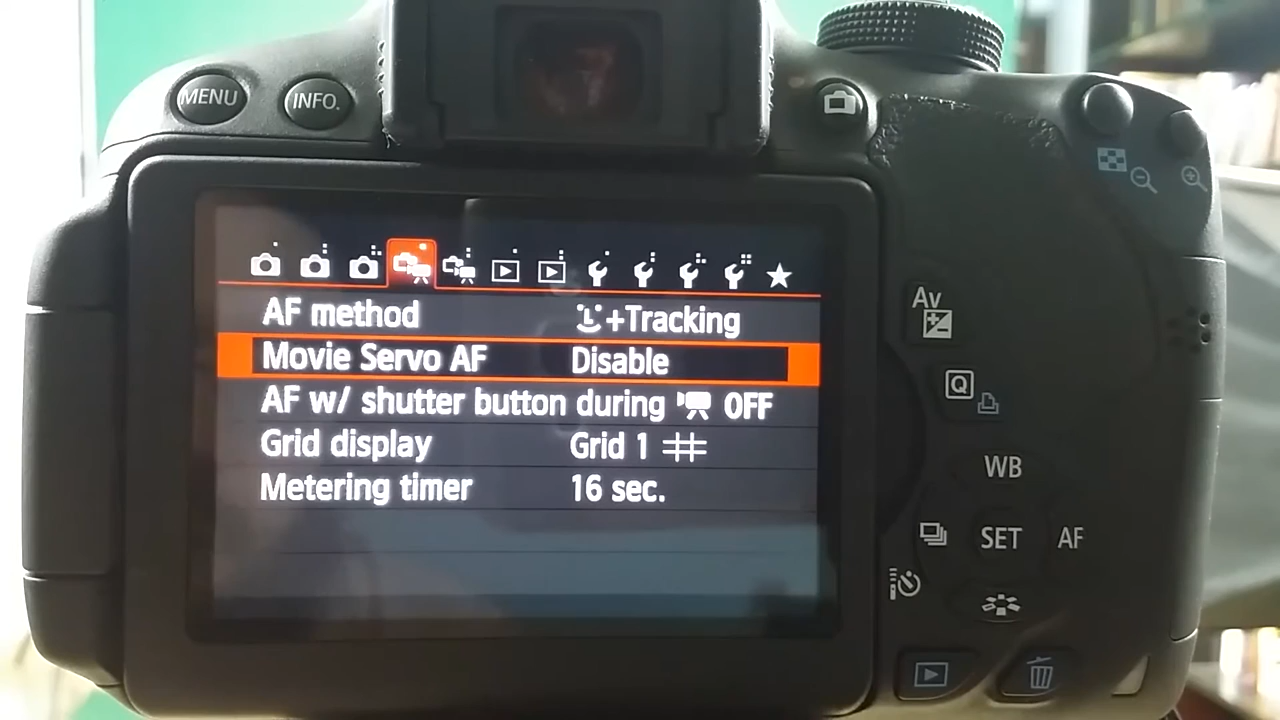 MENU
INFO.
AF method +Tracking
Movie Servo AF Disable
AF w/ shutter button during OFF
Grid display Grid 1
Metering timer 16 sec.
Av
Q
WB
SET
AF